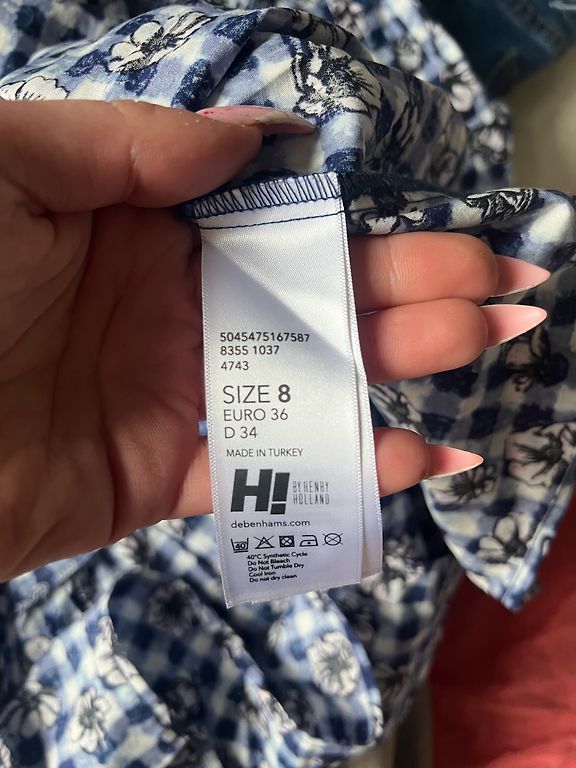 5045475167587
8355 1037
4743
SIZE 8
EURO 36
D 34
MADE IN TURKEY
H! BY HENRY
HOLLAND
debenhams.com
40
40°C Synthetic Cycle
Do Not Bleach
Do Not Tumble Dry
Cool Iron
Do not dry clean